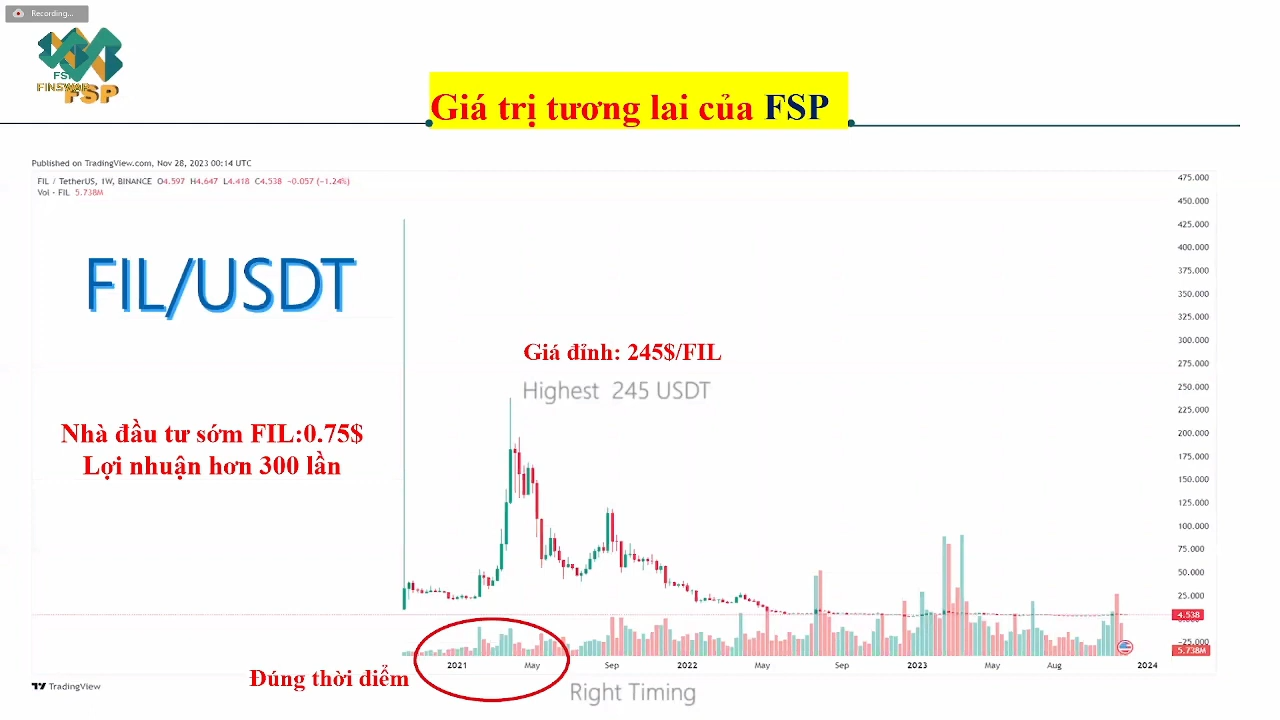 Recording...
FSP
FINSWAP
FSP
Giá trị tương lai của FSP
Published on TradingView.com, Nov 28, 2023 00:14 UTC
FIL / TetherUS, 1W, BINANCE O4.597 H4.647 L4.418 C4.538 −0.057 (−1.24%)
Vol · FIL 5.738M
FIL/USDT
Giá đỉnh: 245$/FIL
Highest 245 USDT
Nhà đầu tư sớm FIL:0.75$
Lợi nhuận hơn 300 lần
475.000
450.000
425.000
400.000
375.000
350.000
325.000
300.000
275.000
250.000
225.000
200.000
175.000
150.000
125.000
100.000
75.000
50.000
25.000
4.538
−25.000
5.738M
2021 May Sep 2022 May Sep 2023 May Aug 2024
Đúng thời điểm
Right Timing
TradingView